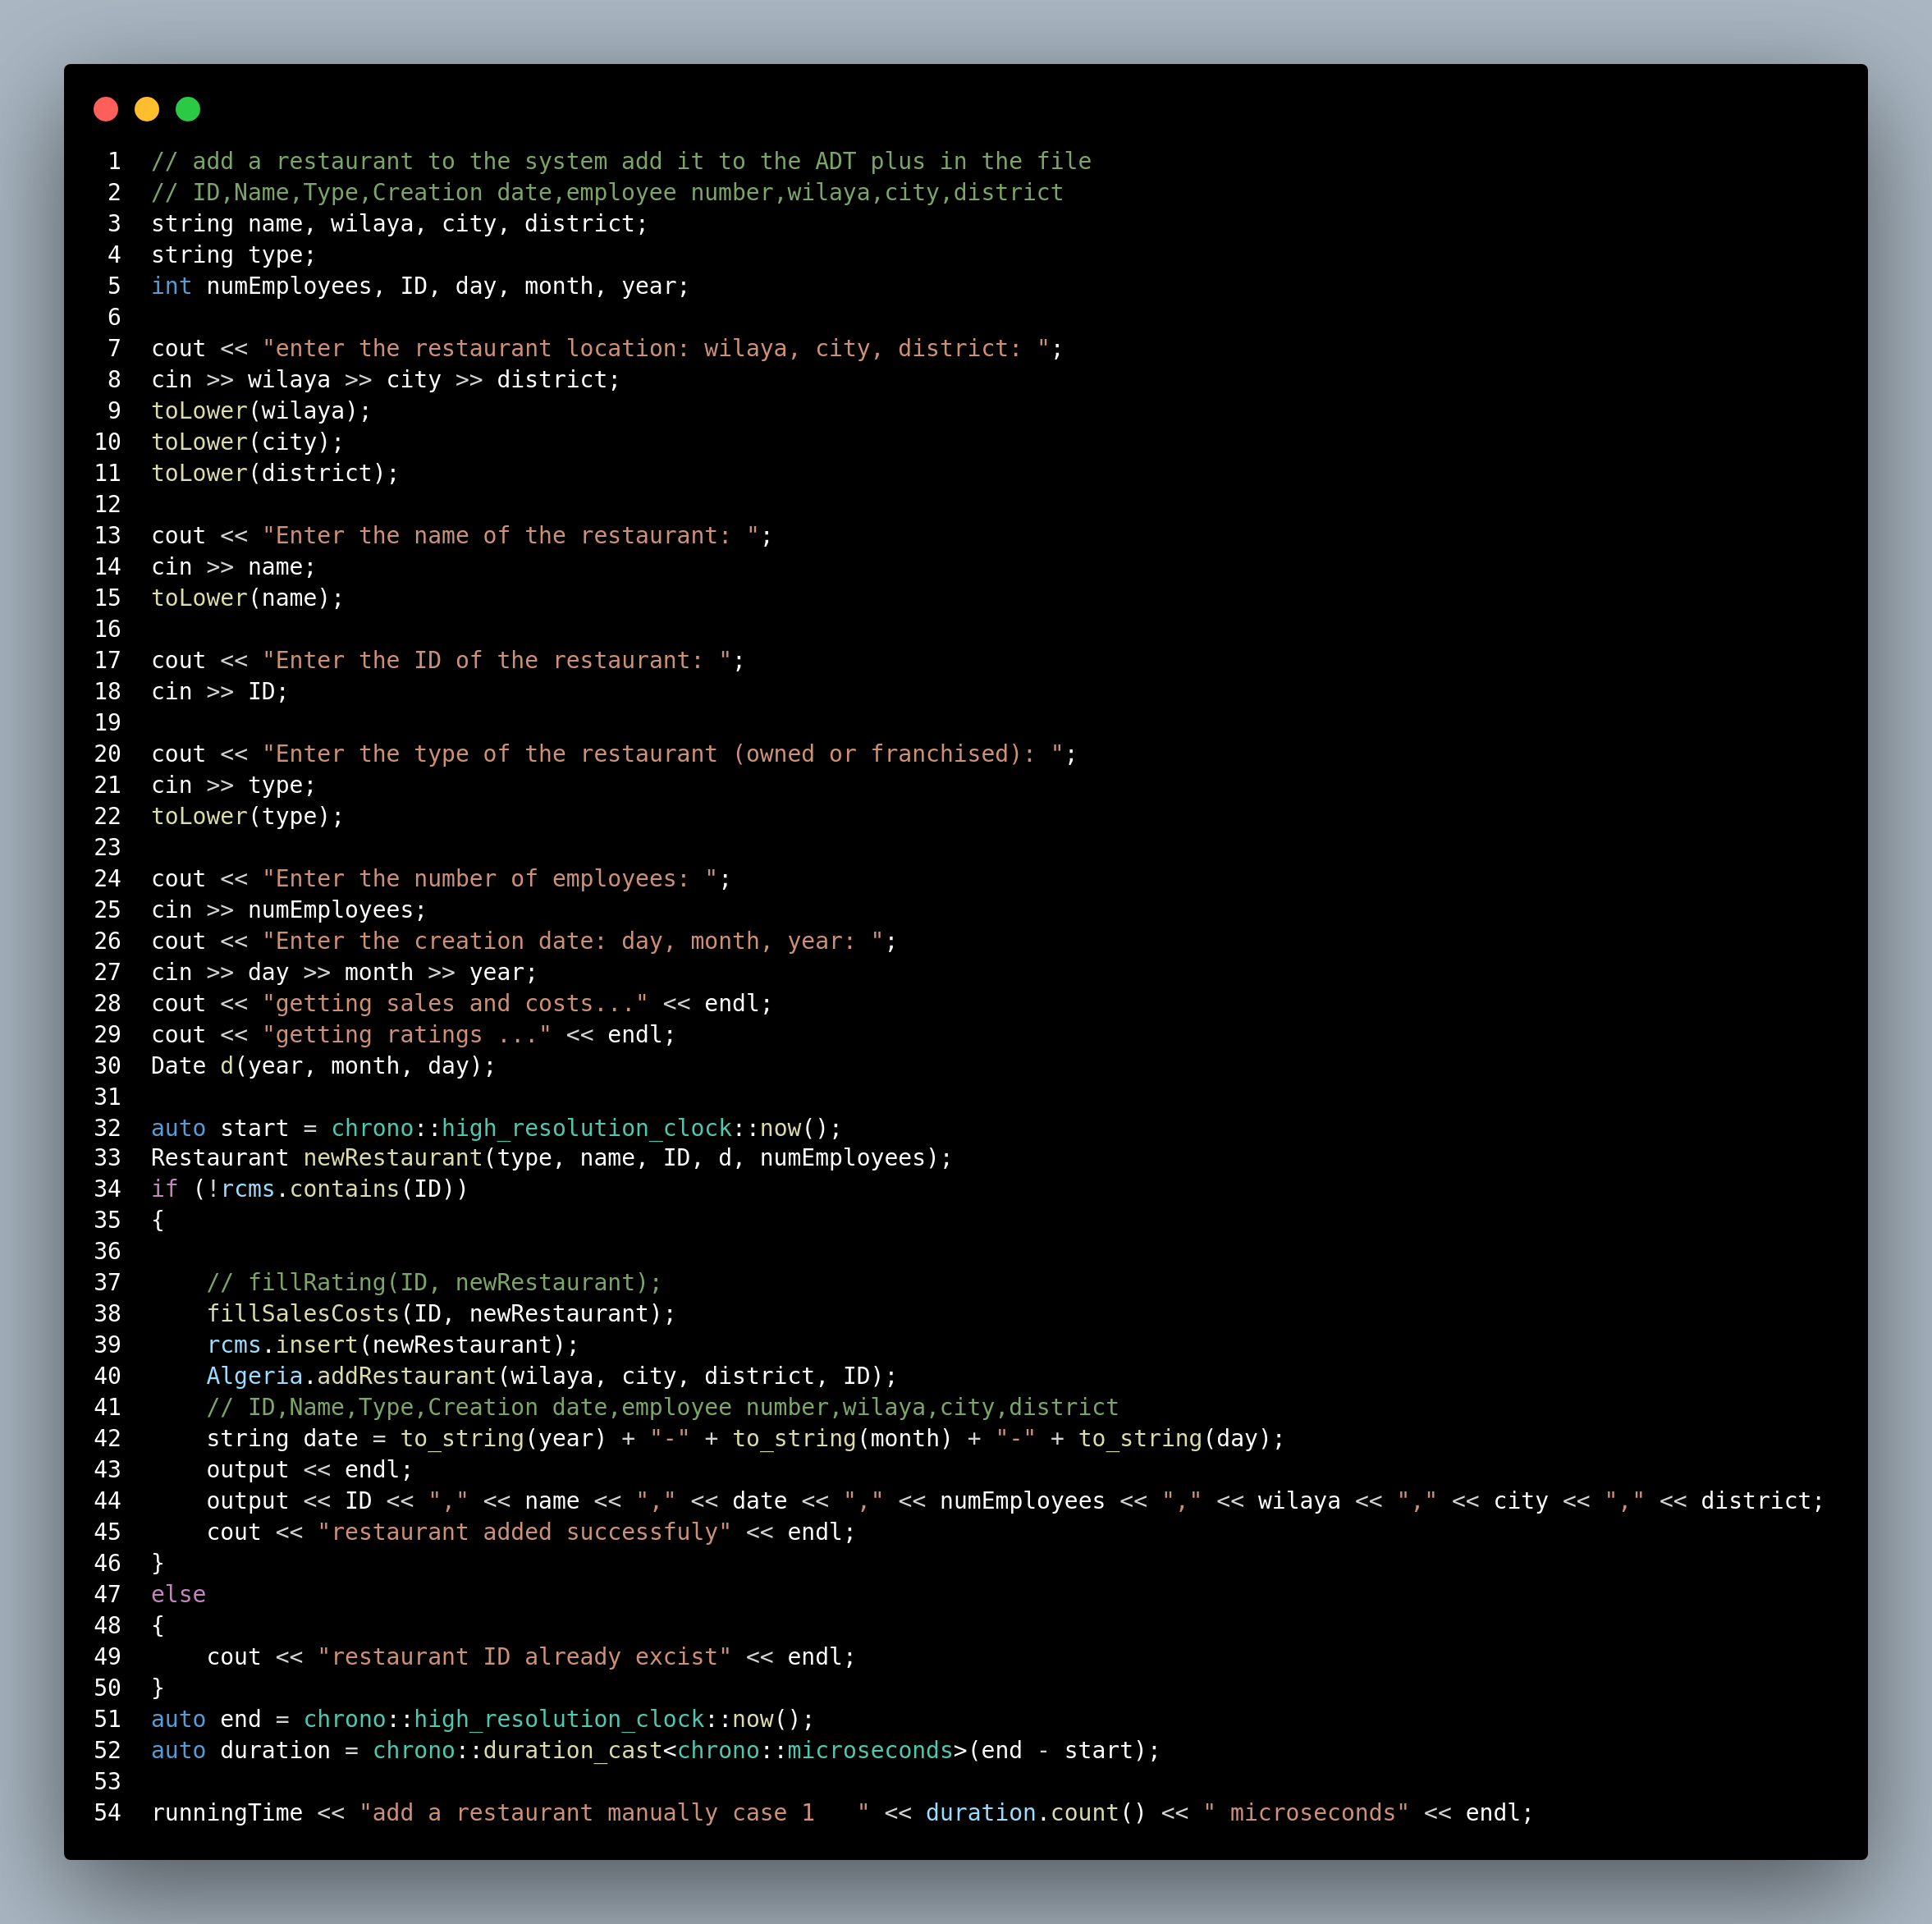 1 // add a restaurant to the system add it to the ADT plus in the file
2 // ID,Name,Type,Creation date,employee number,wilaya,city,district
3 string name, wilaya, city, district;
4 string type;
5 int numEmployees, ID, day, month, year;
6
7 cout << "enter the restaurant location: wilaya, city, district: ";
8 cin >> wilaya >> city >> district;
9 toLower(wilaya);
10 toLower(city);
11 toLower(district);
12
13 cout << "Enter the name of the restaurant: ";
14 cin >> name;
15 toLower(name);
16
17 cout << "Enter the ID of the restaurant: ";
18 cin >> ID;
19
20 cout << "Enter the type of the restaurant (owned or franchised): ";
21 cin >> type;
22 toLower(type);
23
24 cout << "Enter the number of employees: ";
25 cin >> numEmployees;
26 cout << "Enter the creation date: day, month, year: ";
27 cin >> day >> month >> year;
28 cout << "getting sales and costs..." << endl;
29 cout << "getting ratings ..." << endl;
30 Date d(year, month, day);
31
32 auto start = chrono::high_resolution_clock::now();
33 Restaurant newRestaurant(type, name, ID, d, numEmployees);
34 if (!rcms.contains(ID))
35 {
36
37     // fillRating(ID, newRestaurant);
38     fillSalesCosts(ID, newRestaurant);
39     rcms.insert(newRestaurant);
40     Algeria.addRestaurant(wilaya, city, district, ID);
41     // ID,Name,Type,Creation date,employee number,wilaya,city,district
42     string date = to_string(year) + "-" + to_string(month) + "-" + to_string(day);
43     output << endl;
44     output << ID << "," << name << "," << date << "," << numEmployees << "," << wilaya << "," << city << "," << district;
45     cout << "restaurant added successfuly" << endl;
46 }
47 else
48 {
49     cout << "restaurant ID already excist" << endl;
50 }
51 auto end = chrono::high_resolution_clock::now();
52 auto duration = chrono::duration_cast<chrono::microseconds>(end - start);
53
54 runningTime << "add a restaurant manually case 1   " << duration.count() << " microseconds" << endl;